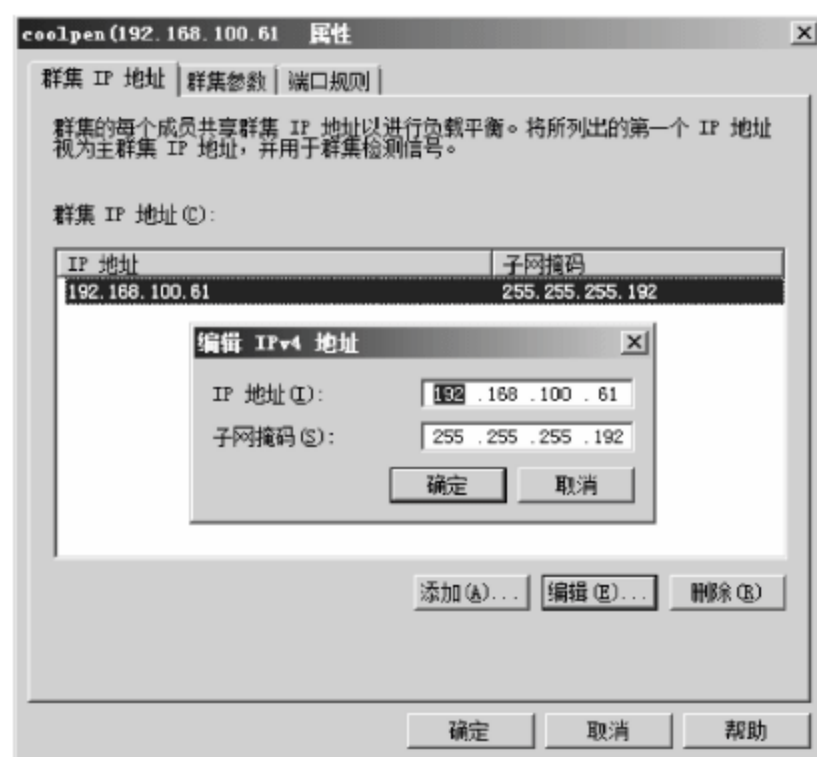 coolpen(192.168.100.61 属性
群集 IP 地址 群集参数 端口规则
群集的每个成员共享群集 IP 地址以进行负载平衡。将所列出的第一个 IP 地址
视为主群集 IP 地址，并用于群集检测信号。
群集 IP 地址(C):
IP 地址 子网掩码
192.168.100.61 255.255.255.192
编辑 IPv4 地址
IP 地址(I): 192 .168 .100 . 61
子网掩码(S): 255 .255 .255 .192
确定 取消
添加(A)... 编辑(E)... 删除(R)
确定 取消 帮助